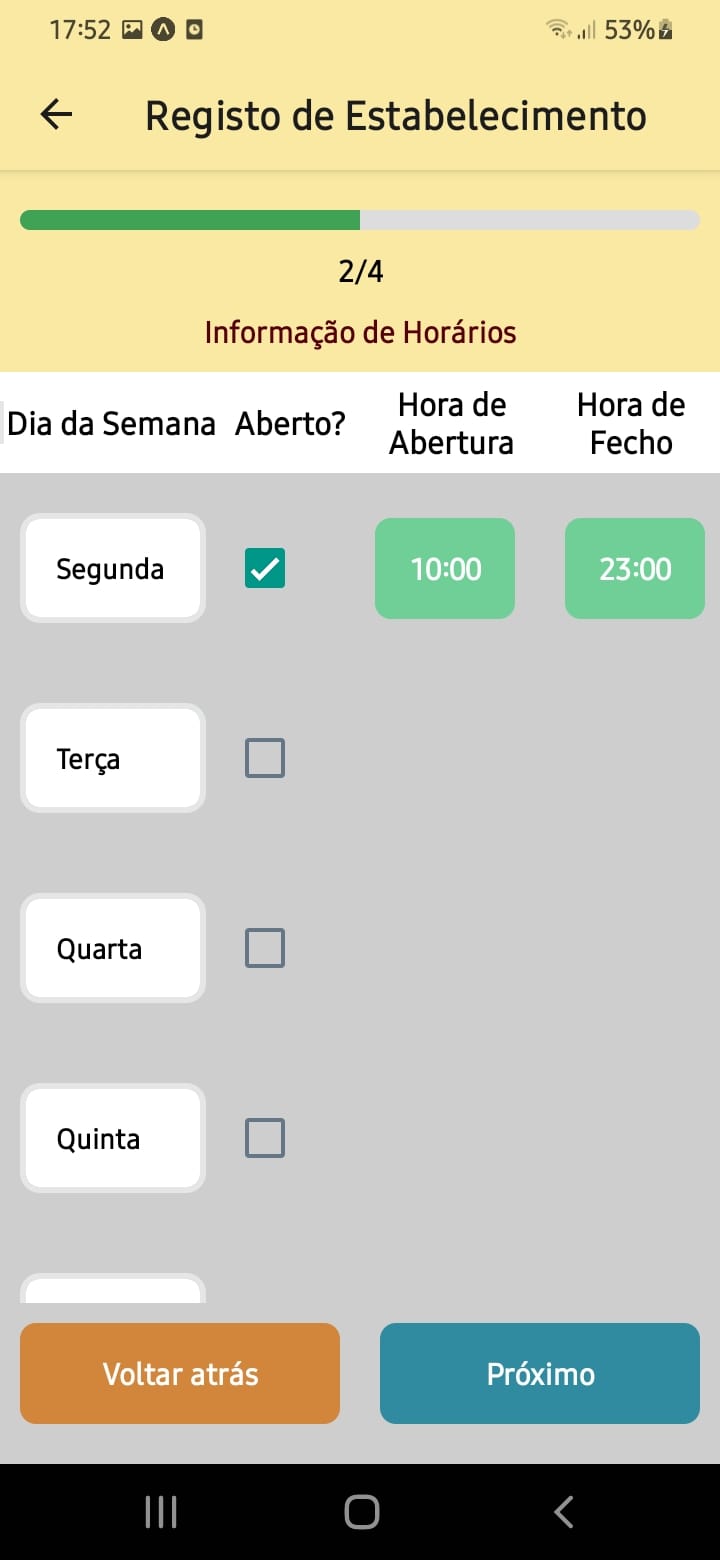 17:52 53%
Registo de Estabelecimento
2/4
Informação de Horários
Dia da Semana Aberto? Hora de Abertura Hora de Fecho
Segunda 10:00 23:00
Terça
Quarta
Quinta
Voltar atrás Próximo